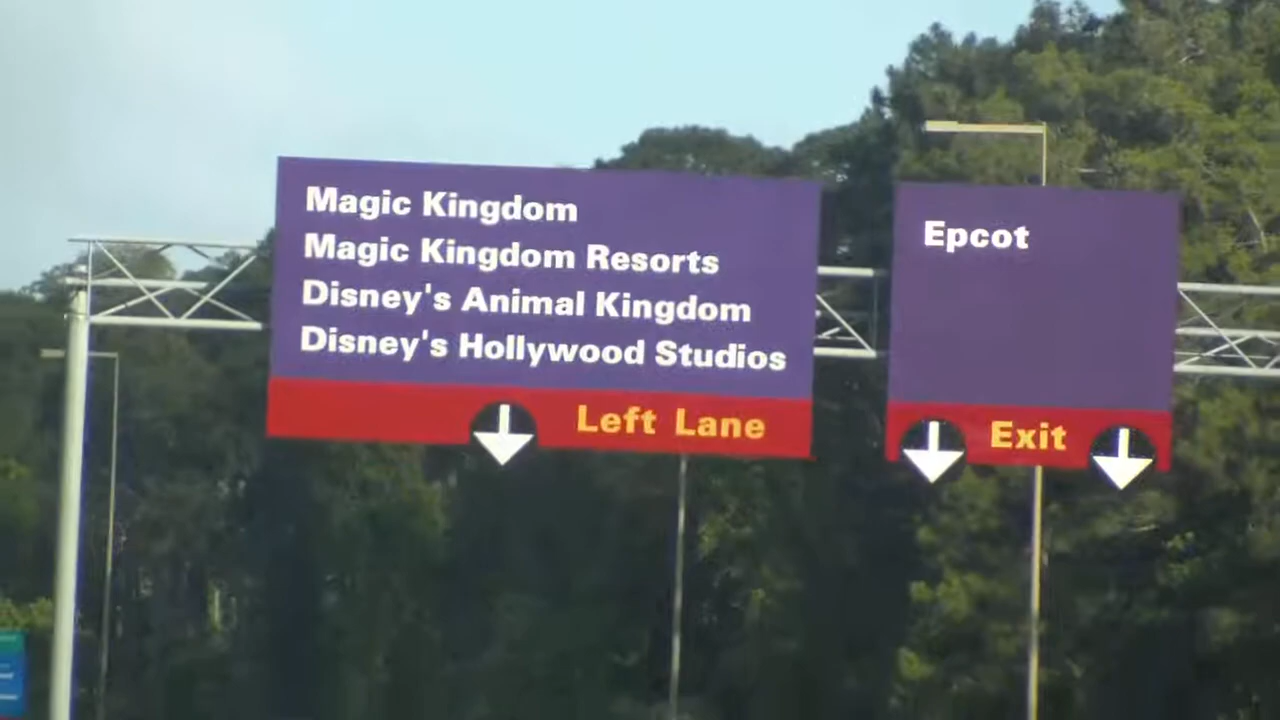 Magic Kingdom
Magic Kingdom Resorts
Disney's Animal Kingdom
Disney's Hollywood Studios
Left Lane
Epcot
Exit